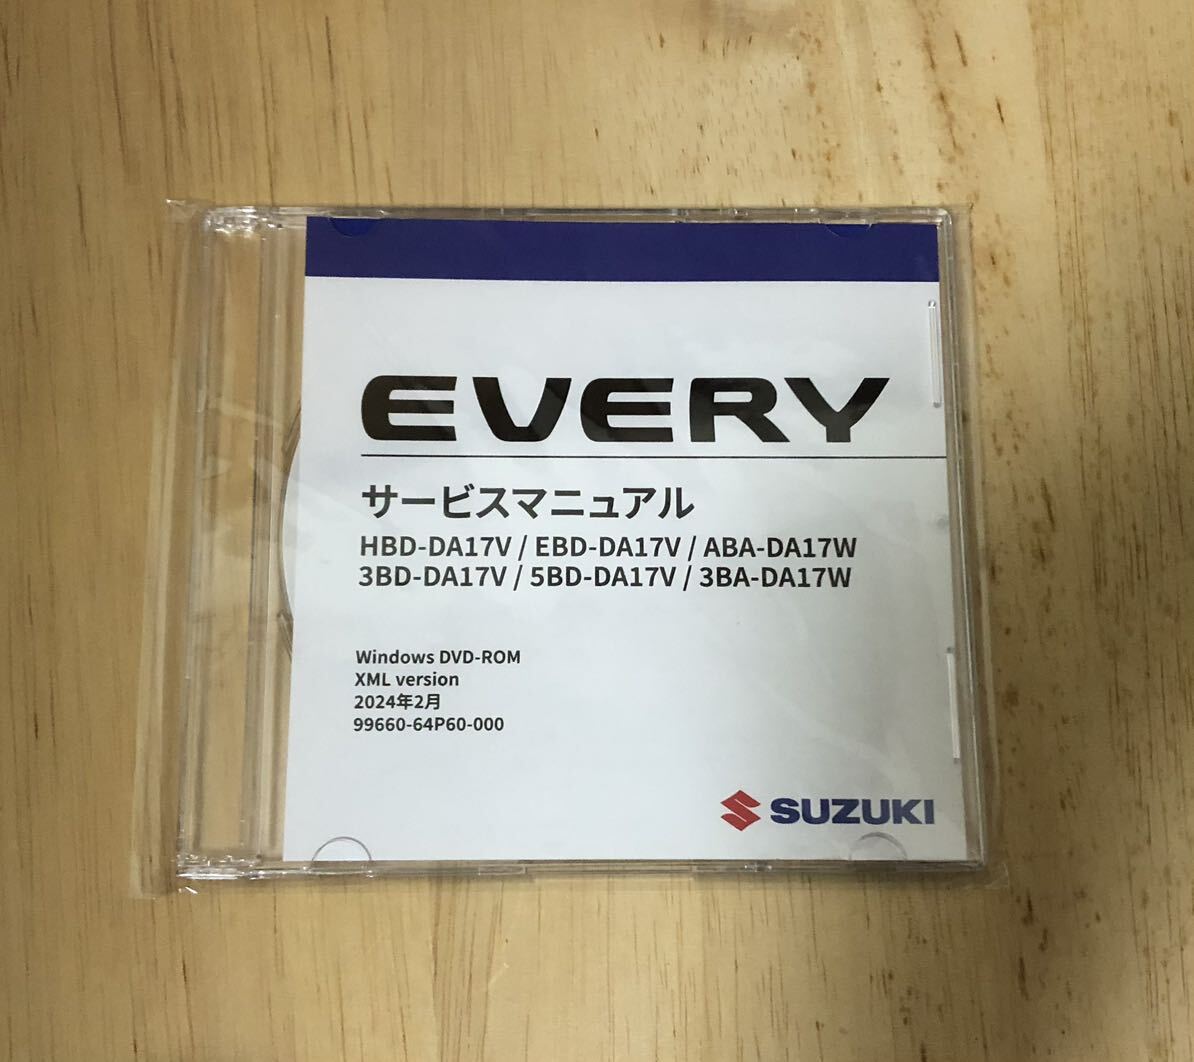 EVERY
サービスマニュアル
HBD-DA17V / EBD-DA17V / ABA-DA17W
3BD-DA17V / 5BD-DA17V / 3BA-DA17W
Windows DVD-ROM
XML version
2024年2月
99660-64P60-000
SUZUKI